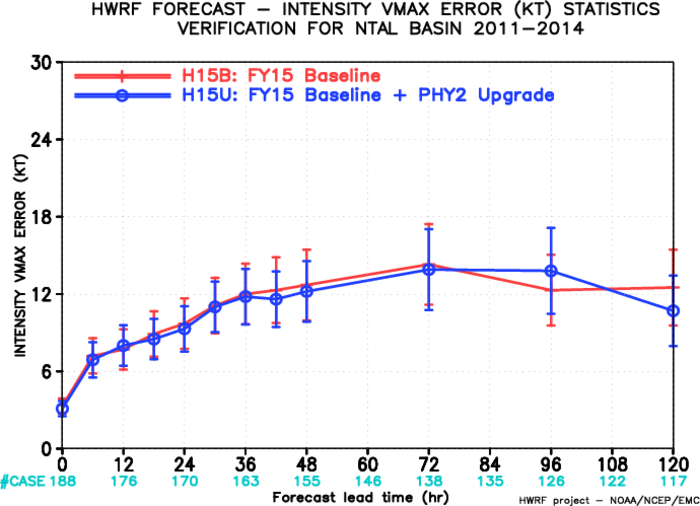 HWRF FORECAST – INTENSITY VMAX ERROR (KT) STATISTICS
VERIFICATION FOR NTAL BASIN 2011–2014
H15B: FY15 Baseline
H15U: FY15 Baseline + PHY2 Upgrade
INTENSITY VMAX ERROR (KT)
30
24
18
12
6
0
0 12 24 36 48 60 72 84 96 108 120
#CASE 188 176 170 163 155 146 138 135 126 122 117
Forecast lead time (hr)
HWRF project – NOAA/NCEP/EMC